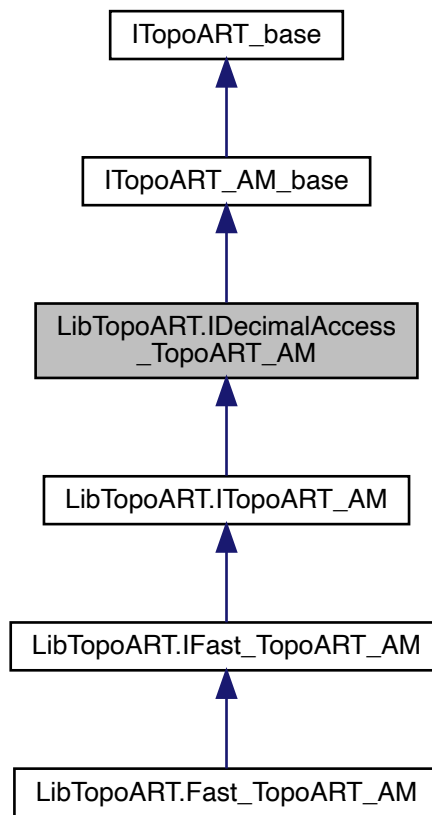 ITopoART_base
ITopoART_AM_base
LibTopoART.IDecimalAccess
_TopoART_AM
LibTopoART.ITopoART_AM
LibTopoART.IFast_TopoART_AM
LibTopoART.Fast_TopoART_AM